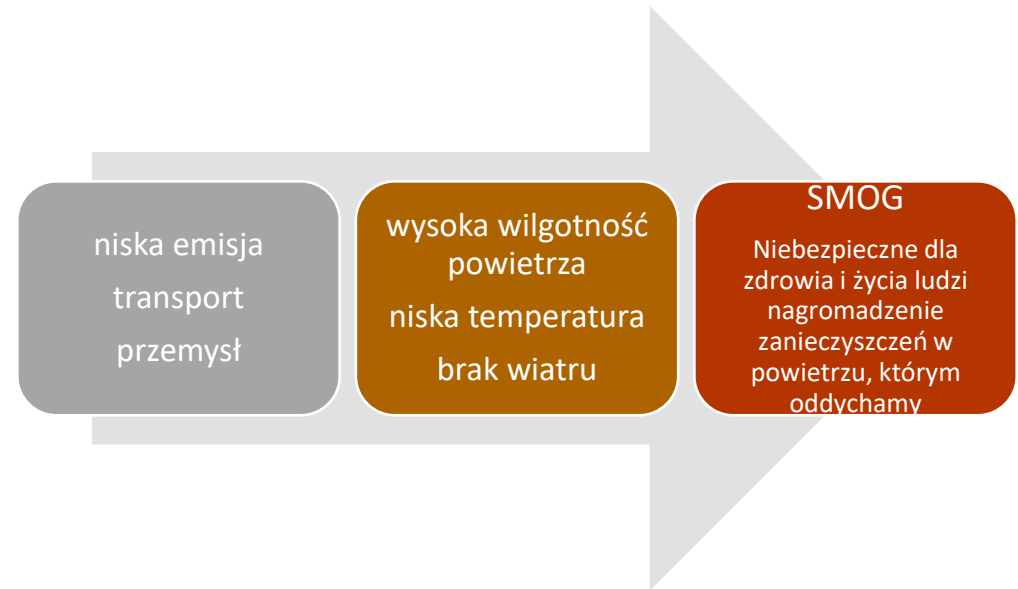 niska emisja
transport
przemysł
wysoka wilgotność
powietrza
niska temperatura
brak wiatru
SMOG
Niebezpieczne dla
zdrowia i życia ludzi
nagromadzenie
zanieczyszczeń w
powietrzu, którym
oddychamy